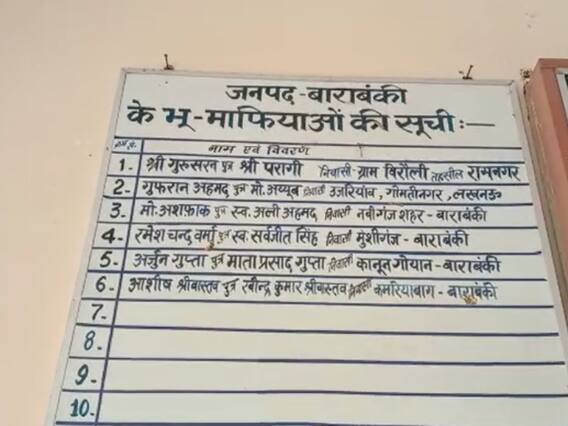 जनपद - बाराबंकी
के भू - माफियाओं की सूची :—
क्र.सं. नाम एवं विवरण
1. श्री गुरूसरन पुत्र श्री परागी निवासी ग्राम विरौली तहसील रामनगर
2. गुफरान अहमद पुत्र मो. अय्यूब निवासी उजरियांव, गोमतीनगर, लखनऊ
3. मो. अशफ़ाक पुत्र स्व. अली अहमद निवासी नबीगंज शहर - बाराबंकी
4. रमेश चन्द वर्मा पुत्र स्व. सर्वजीत सिंह निवासी मुंशीगंज - बाराबंकी
5. अर्जुन गुप्ता पुत्र माता प्रसाद गुप्ता निवासी कानून गोयान - बाराबंकी
6. आशीष श्रीवास्तव पुत्र रवीन्द्र कुमार श्रीवास्तव निवासी कमरियाबाग - बाराबंकी
7.
8.
9.
10.